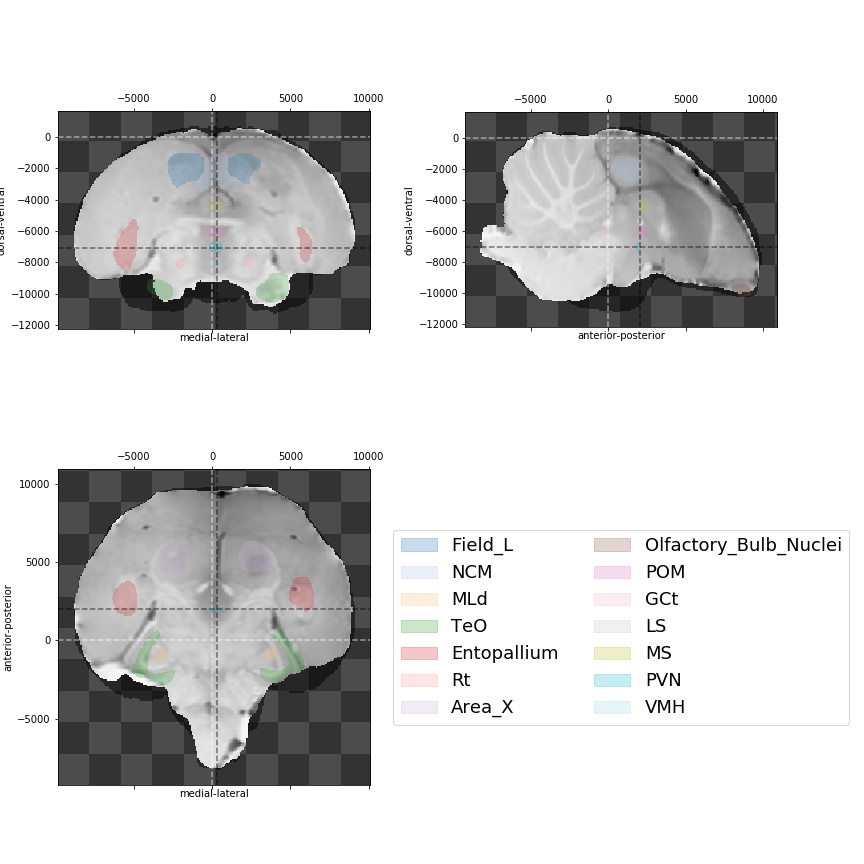 −5000 0 5000 10000
0
−2000
−4000
−6000
−8000
−10000
−12000
dorsal-ventral
medial-lateral
−5000 0 5000 10000
0
−2000
−4000
−6000
−8000
−10000
−12000
dorsal-ventral
anterior-posterior
−5000 0 5000 10000
10000
5000
0
−5000
anterior-posterior
medial-lateral
Field_L
NCM
MLd
TeO
Entopallium
Rt
Area_X
Olfactory_Bulb_Nuclei
POM
GCt
LS
MS
PVN
VMH